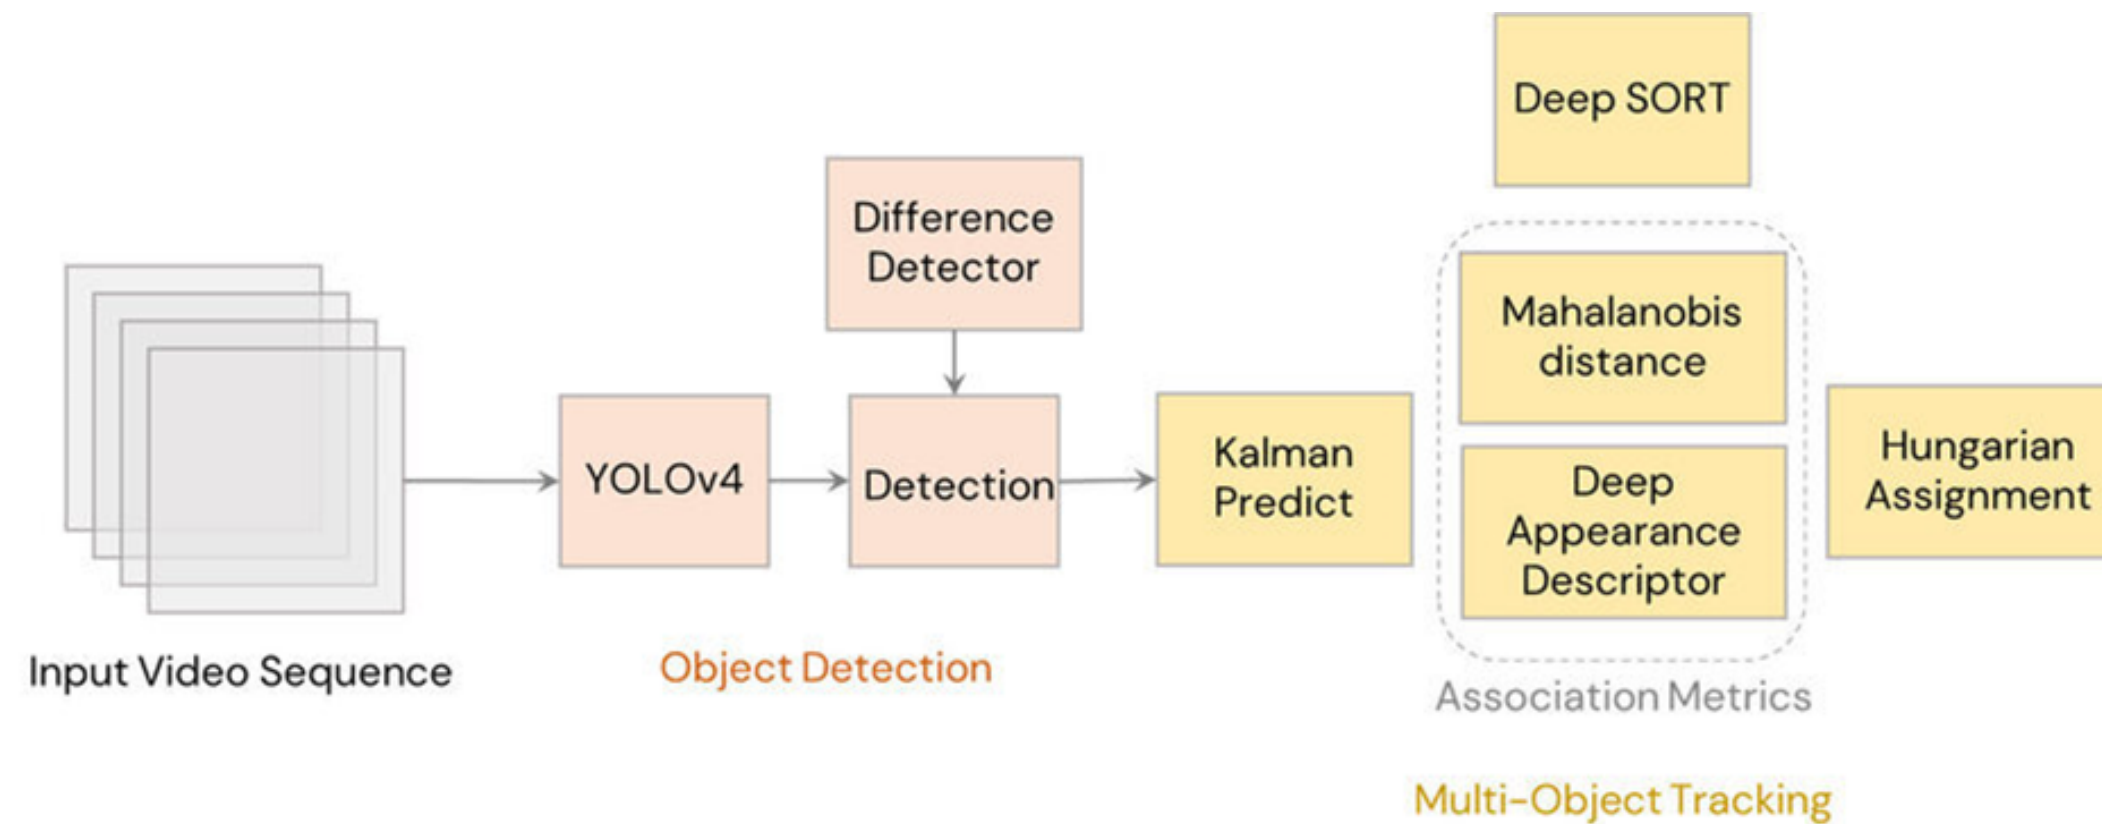 Deep SORT
Difference
Detector
Mahalanobis
distance
YOLOv4
Detection
Kalman
Predict
Deep
Appearance
Descriptor
Hungarian
Assignment
Input Video Sequence
Object Detection
Association Metrics
Multi-Object Tracking